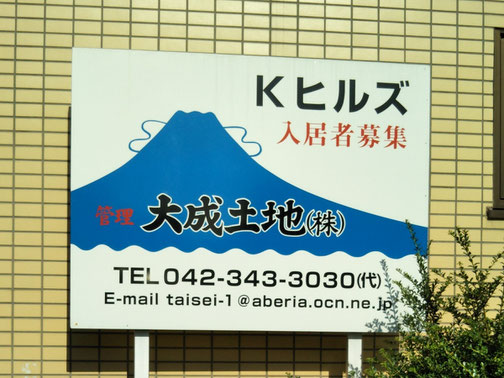 Kヒルズ
入居者募集
管理 大成土地(株)
TEL 042-343-3030(代)
E-mail taisei-1@aberia.ocn.ne.jp